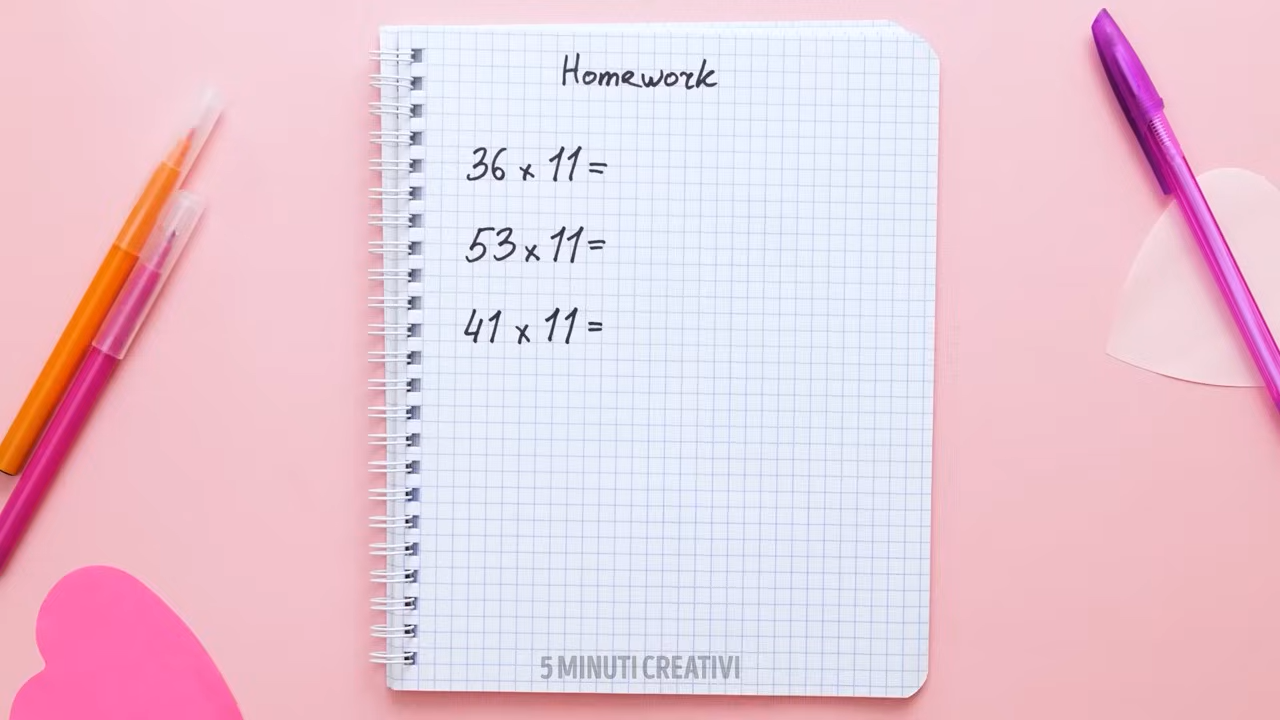 Homework
36 x 11 =
53 x 11 =
41 x 11 =
5 MINUTI CREATIVI